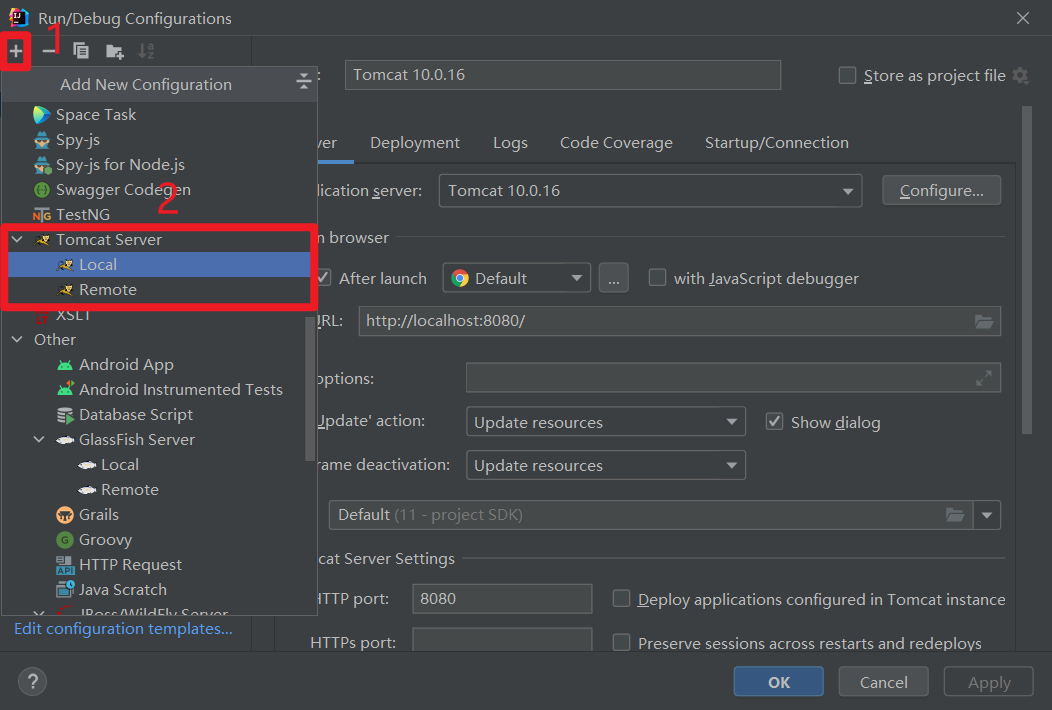 Run/Debug Configurations
1
Add New Configuration
Space Task
Spy-js
Spy-js for Node.js
Swagger Codegen
2
TestNG
Tomcat Server
Local
Remote
XSLT
Other
Android App
Android Instrumented Tests
Database Script
GlassFish Server
Local
Remote
Grails
Groovy
HTTP Request
Java Scratch
JBoss/WildFly Server
Edit configuration templates...
: Tomcat 10.0.16
Store as project file
ver Deployment Logs Code Coverage Startup/Connection
lication server: Tomcat 10.0.16 Configure...
n browser
After launch Default ... with JavaScript debugger
URL: http://localhost:8080/
options:
Update' action: Update resources Show dialog
rame deactivation: Update resources
Default (11 - project SDK)
cat Server Settings
HTTP port: 8080 Deploy applications configured in Tomcat instance
HTTPs port: Preserve sessions across restarts and redeploys
? OK Cancel Apply